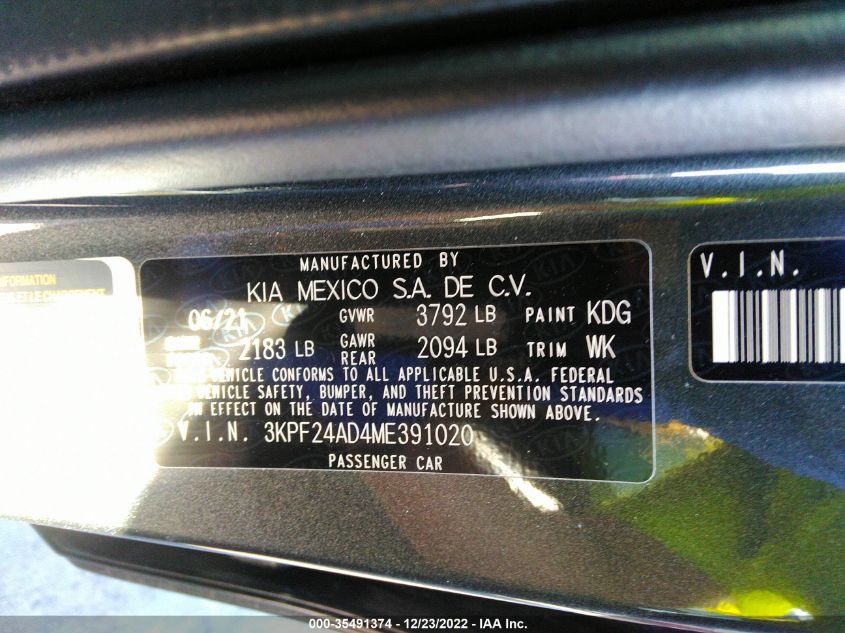 INFORMATION
MANUFACTURED BY
KIA MEXICO S.A. DE C.V.
06/21 GVWR 3792 LB PAINT KDG
2183 LB GAWR REAR 2094 LB TRIM WK
VEHICLE CONFORMS TO ALL APPLICABLE U.S.A. FEDERAL
VEHICLE SAFETY, BUMPER, AND THEFT PREVENTION STANDARDS
IN EFFECT ON THE DATE OF MANUFACTURE SHOWN ABOVE.
V.I.N. 3KPF24AD4ME391020
PASSENGER CAR
V.I.N.
000-35491374 - 12/23/2022 - IAA Inc.